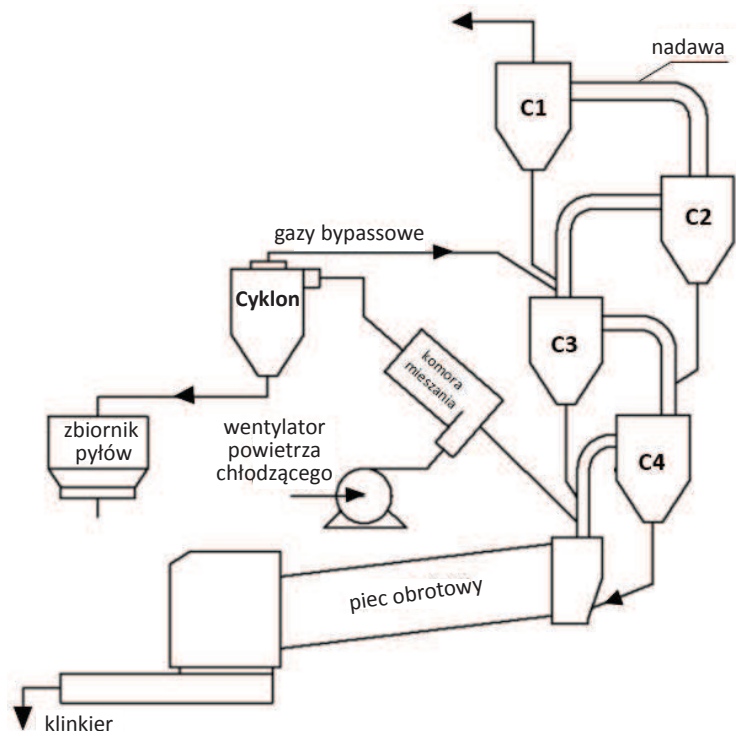 nadawa
C1
C2
gazy bypassowe
Cyklon
C3
komora
mieszania
zbiornik
pyłów
wentylator
powietrza
chłodzącego
C4
piec obrotowy
klinkier